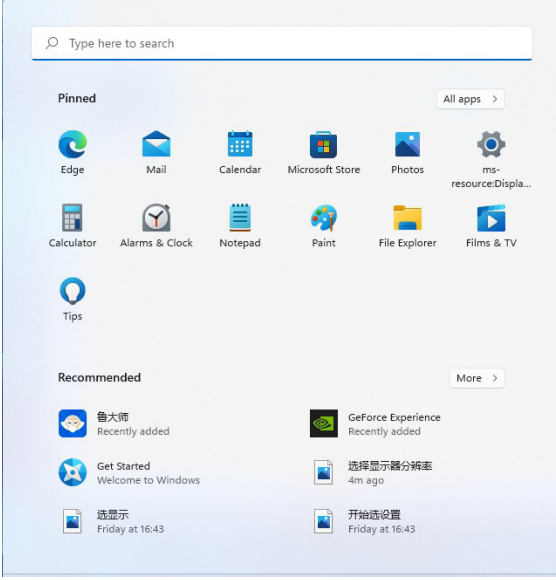 Type here to search
Pinned
All apps
Edge
Mail
Calendar
Microsoft Store
Photos
ms-
resource:Displa...
Calculator
Alarms & Clock
Notepad
Paint
File Explorer
Films & TV
Tips
Recommended
More
鲁大师
Recently added
GeForce Experience
Recently added
Get Started
Welcome to Windows
选择显示器分辨率
4m ago
选显示
Friday at 16:43
开始选设置
Friday at 16:43